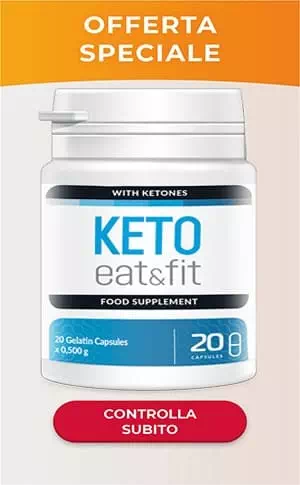 OFFERTA
SPECIALE
WITH KETONES
KETO
eat&fit
FOOD SUPPLEMENT
20 Gelatin Capsules
x 0,500 g
20
CAPSULES
CONTROLLA
SUBITO